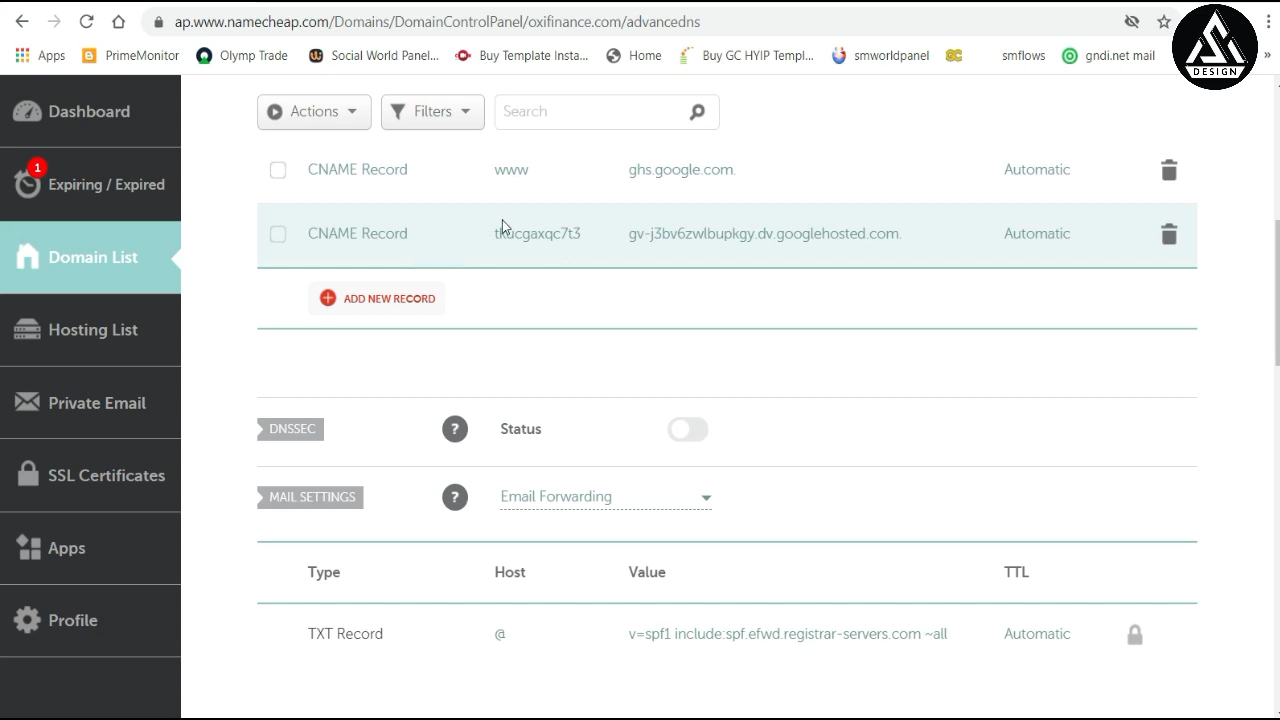 ap.www.namecheap.com/Domains/DomainControlPanel/oxifinance.com/advancedns
Apps PrimeMonitor Olymp Trade Social World Panel... Buy Template Insta... Home Buy GC HYIP Templ... smworldpanel GC smflows gndi.net mail »
DESIGN
Dashboard
1
Expiring / Expired
Domain List
Hosting List
Private Email
SSL Certificates
Apps
Profile
Actions Filters Search
CNAME Record www ghs.google.com. Automatic
CNAME Record gv-j3bv6zwlbupkgy.dv.googlehosted.com. Automatic
ADD NEW RECORD
DNSSEC ? Status
MAIL SETTINGS ? Email Forwarding
Type Host Value TTL
TXT Record @ v=spf1 include:spf.efwd.registrar-servers.com ~all Automatic